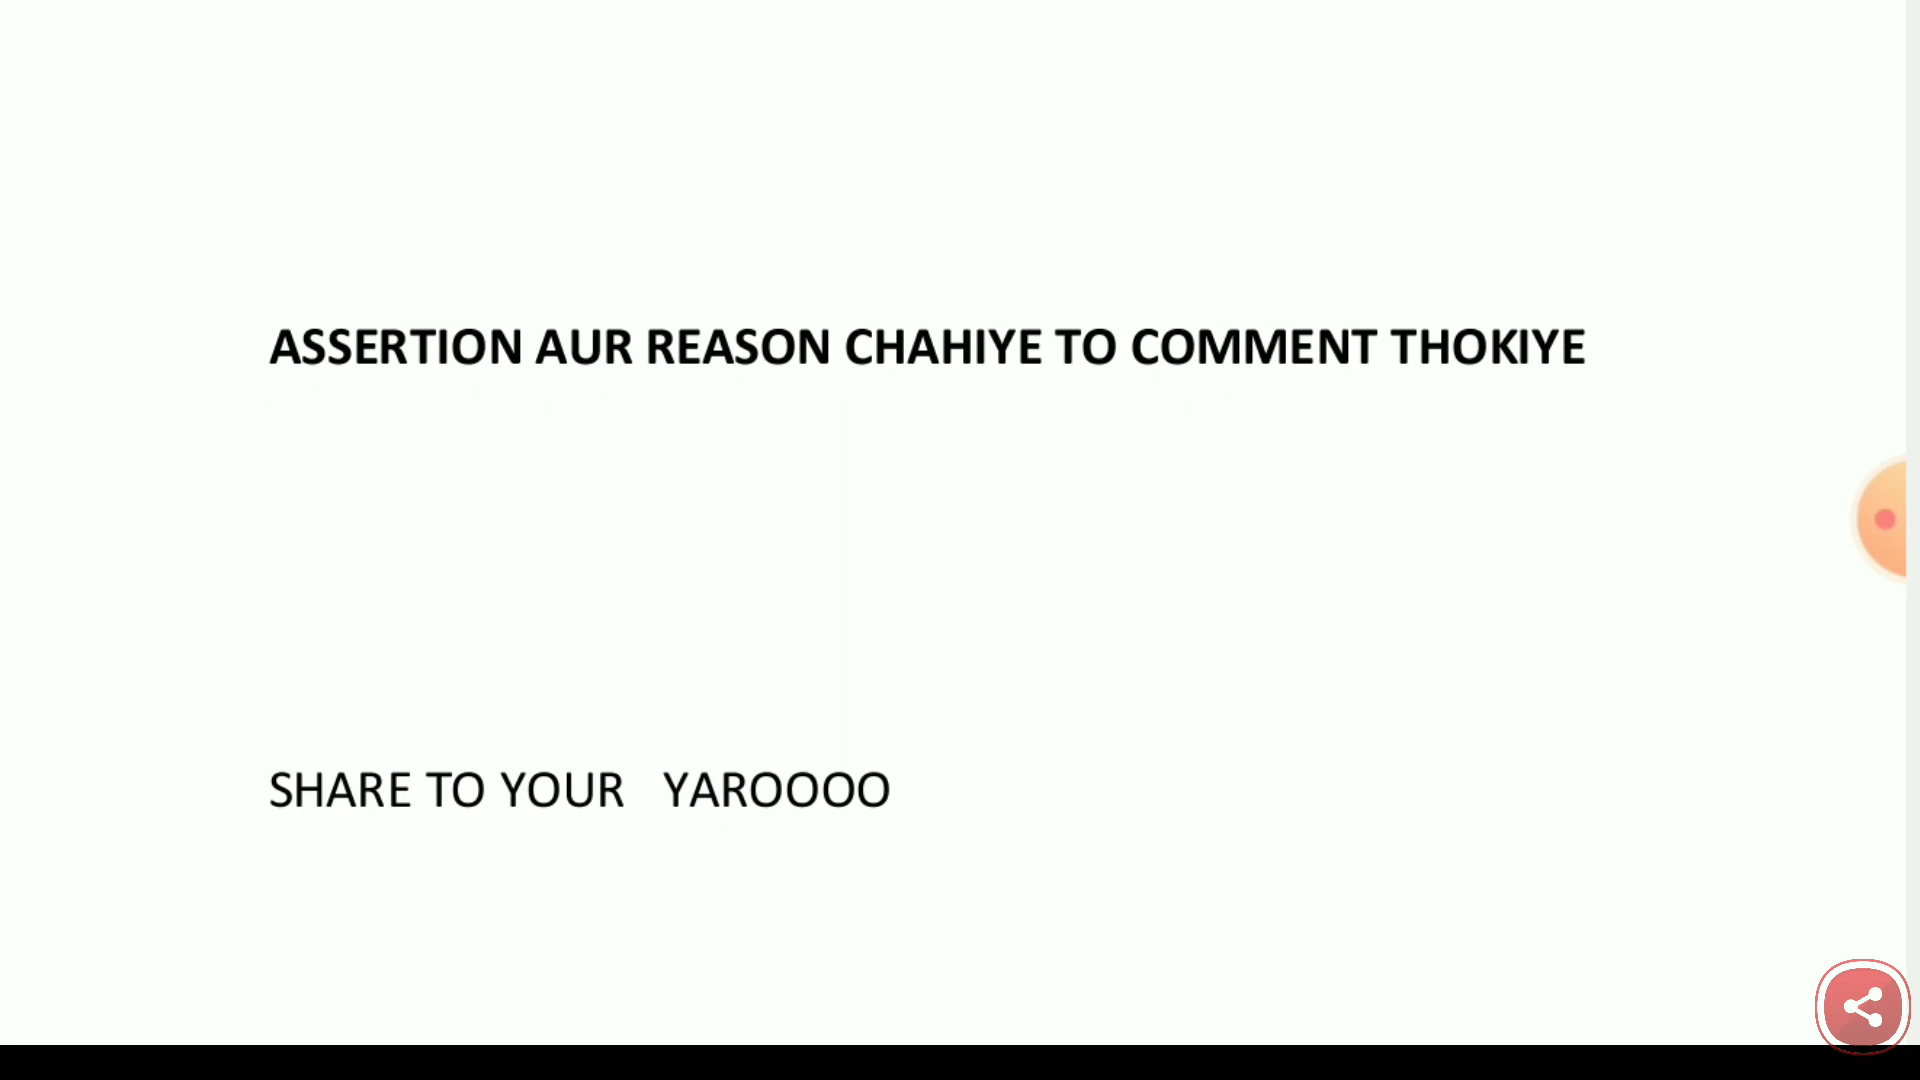 ASSERTION AUR REASON CHAHIYE TO COMMENT THOKIYE
SHARE TO YOUR YAROOOO